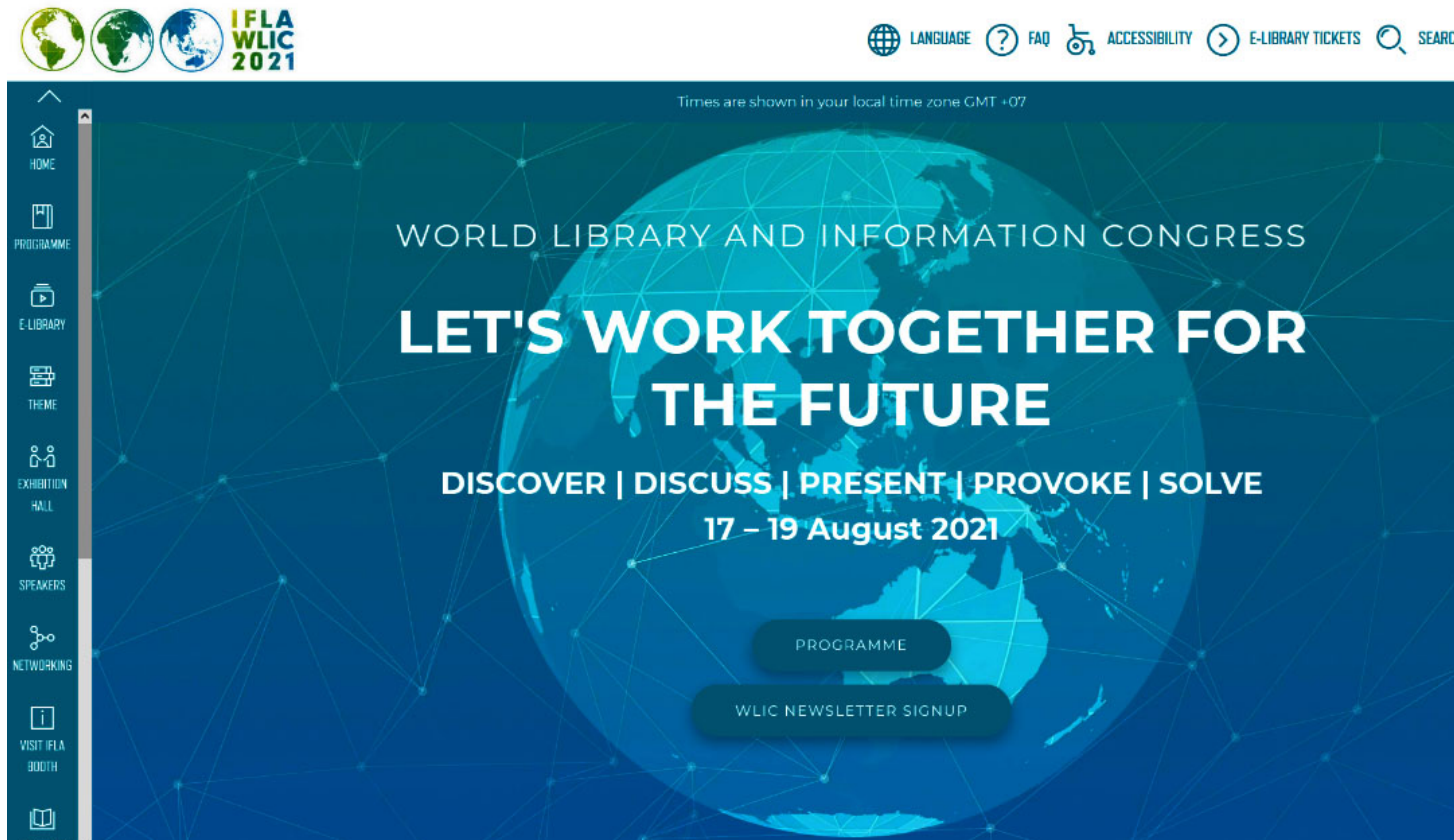 IFLA
WLIC
2021
LANGUAGE
FAQ
ACCESSIBILITY
E-LIBRARY TICKETS
SEARC
Times are shown in your local time zone GMT +07
HOME
PROGRAMME
E-LIBRARY
THEME
EXHIBITION
HALL
SPEAKERS
NETWORKING
VISIT IFLA
BOOTH
WORLD LIBRARY AND INFORMATION CONGRESS
LET'S WORK TOGETHER FOR
THE FUTURE
DISCOVER | DISCUSS | PRESENT | PROVOKE | SOLVE
17 – 19 August 2021
PROGRAMME
WLIC NEWSLETTER SIGNUP